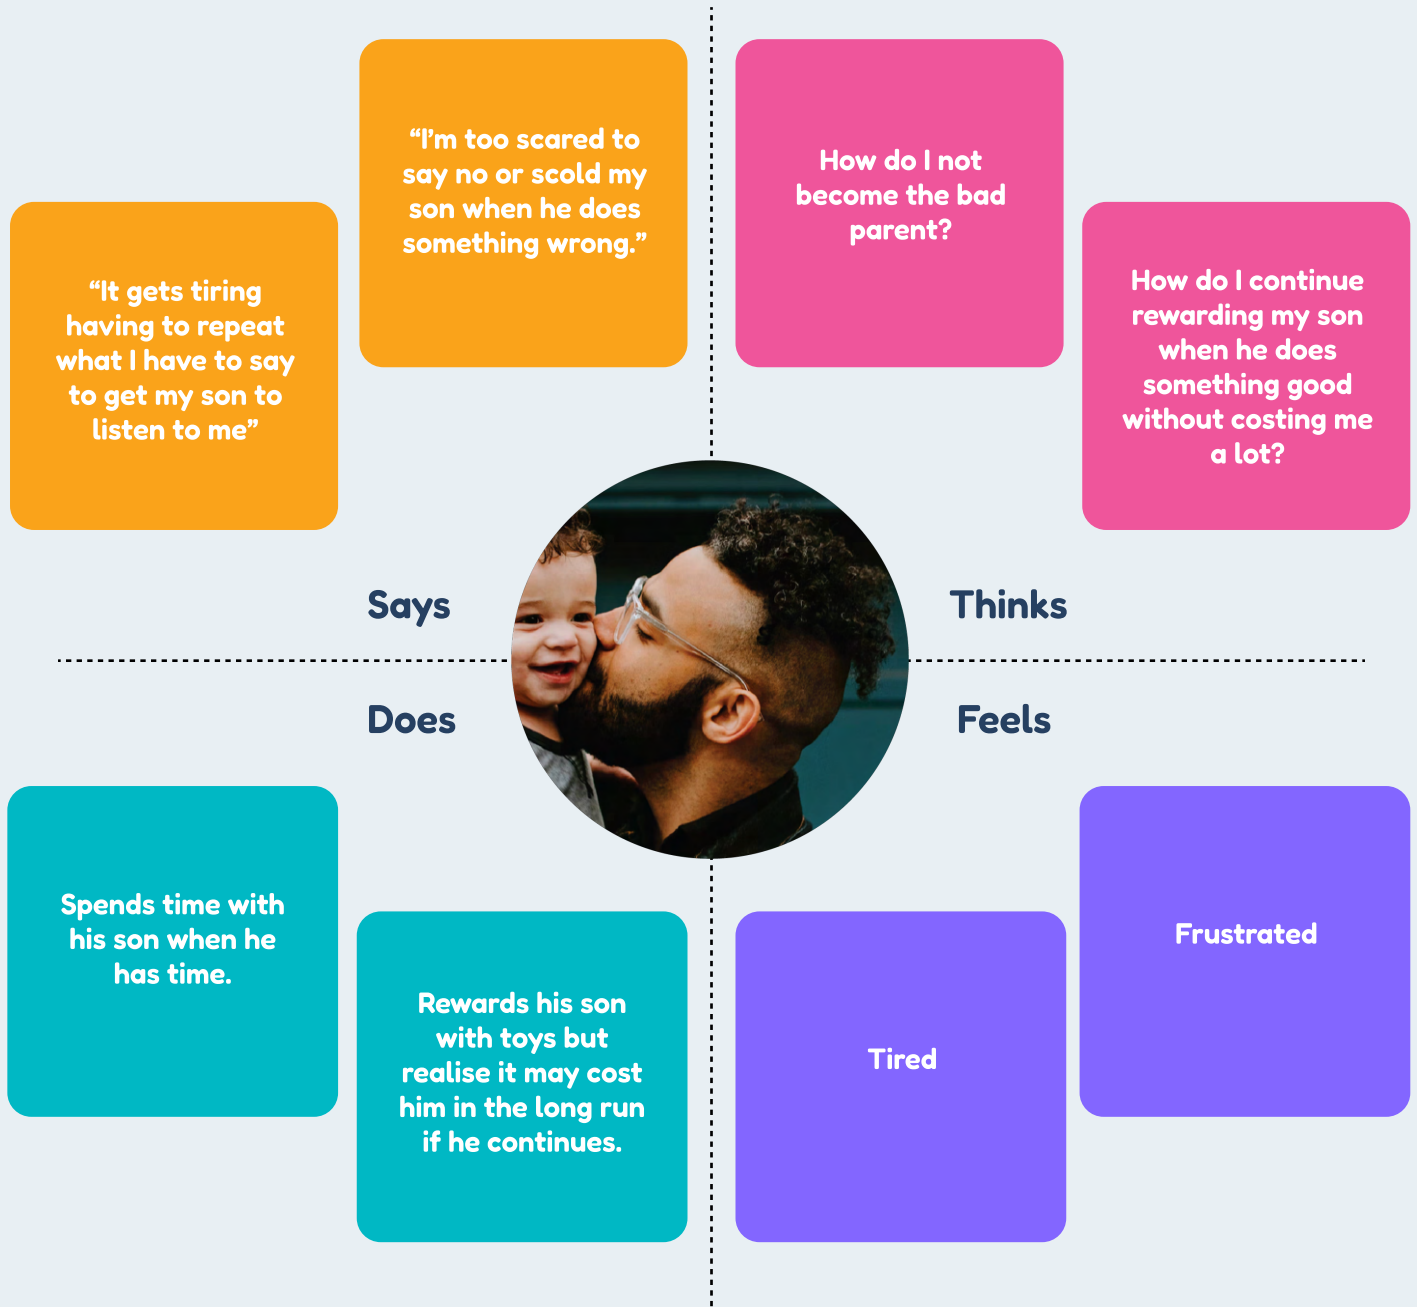 “I’m too scared to
say no or scold my
son when he does
something wrong.”
“It gets tiring
having to repeat
what I have to say
to get my son to
listen to me”
Says
How do I not
become the bad
parent?
How do I continue
rewarding my son
when he does
something good
without costing me
a lot?
Thinks
Does
Spends time with
his son when he
has time.
Rewards his son
with toys but
realise it may cost
him in the long run
if he continues.
Feels
Frustrated
Tired